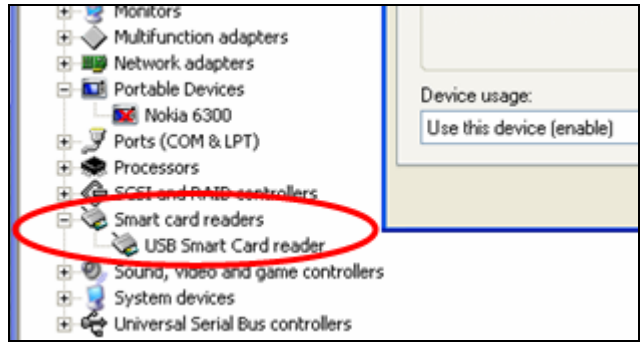 Monitors
Multifunction adapters
Network adapters
Portable Devices
Nokia 6300
Ports (COM & LPT)
Processors
SCSI and RAID controllers
Smart card readers
USB Smart Card reader
Sound, video and game controllers
System devices
Universal Serial Bus controllers
Device usage:
Use this device (enable)